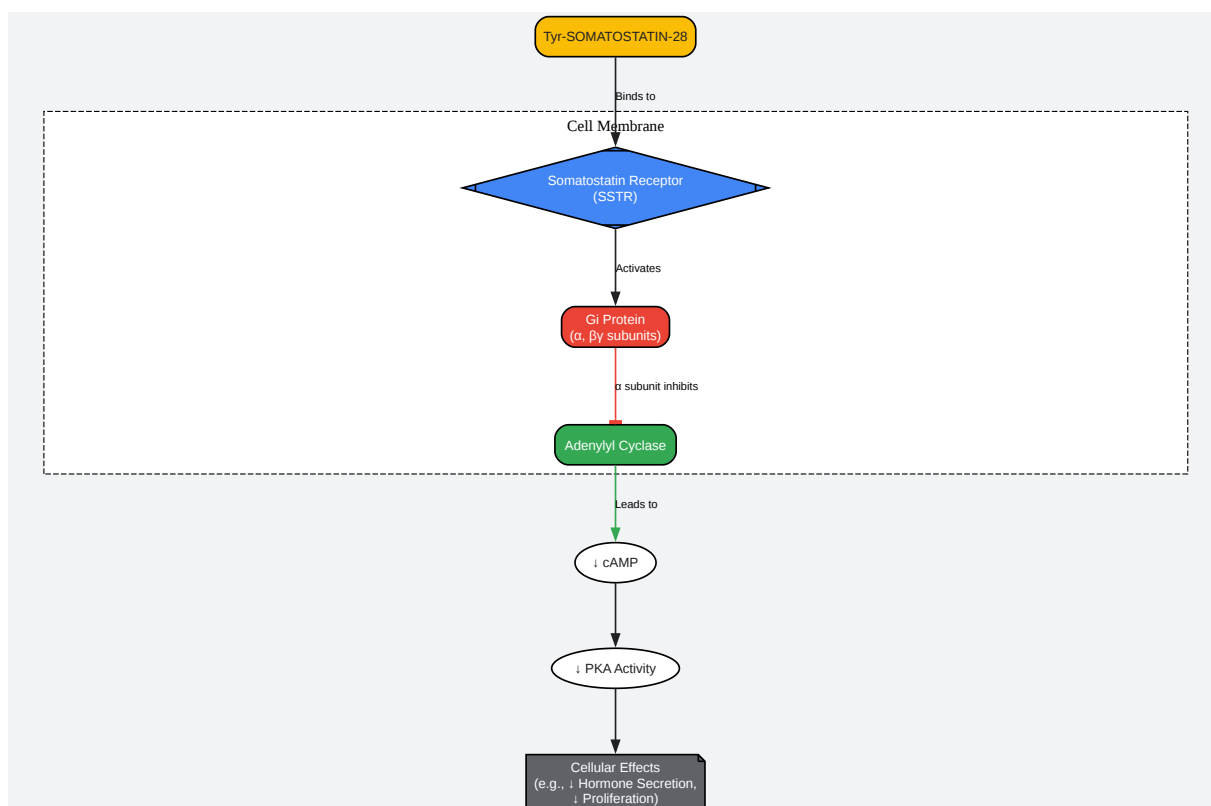 Tyr-SOMATOSTATIN-28
Binds to
Cell Membrane
Somatostatin Receptor
(SSTR)
Activates
Gi Protein
(α, βγ subunits)
α subunit inhibits
Adenylyl Cyclase
Leads to
↓ cAMP
↓ PKA Activity
Cellular Effects
(e.g., ↓ Hormone Secretion,
↓ Proliferation)